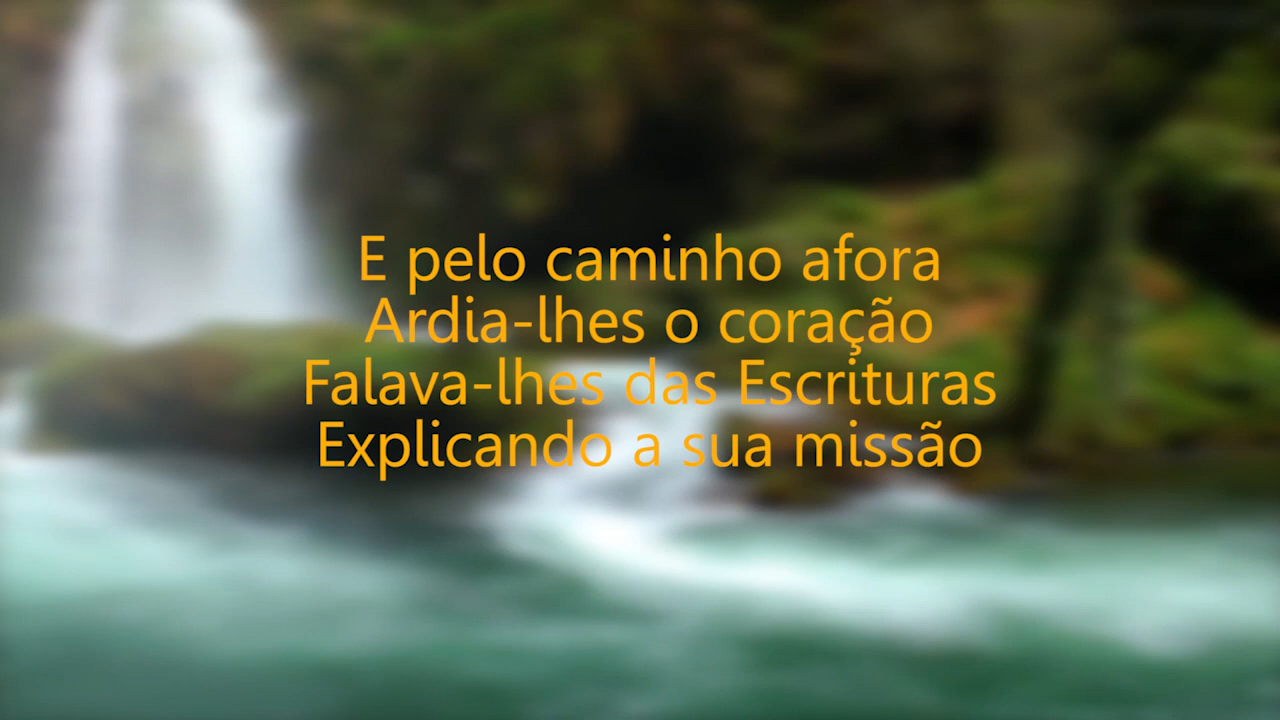 E pelo caminho afora
Ardia-lhes o coração
Falava-lhes das Escrituras
Explicando a sua missão